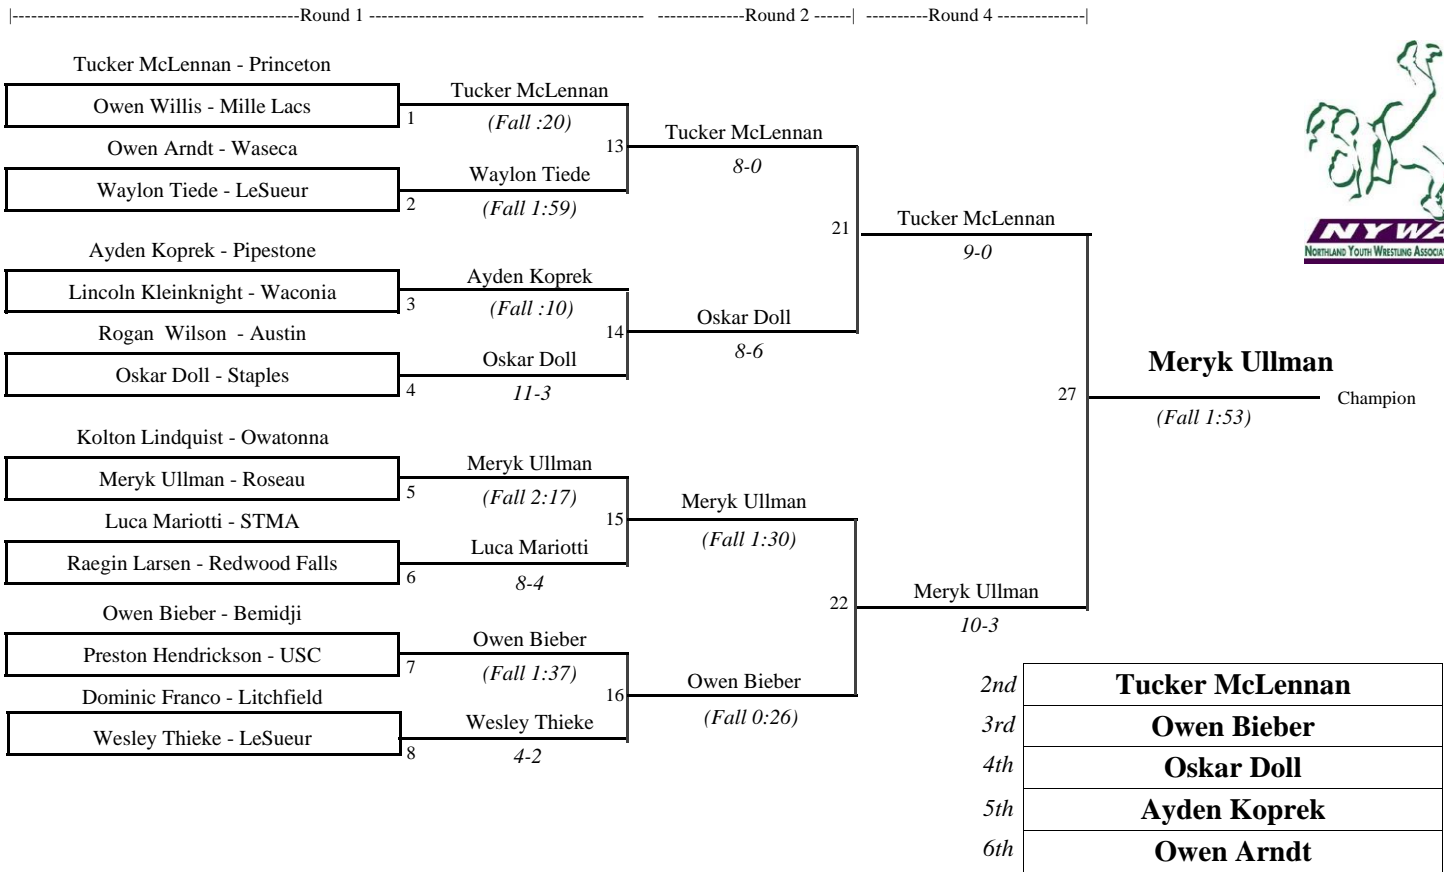 |----------------------------------------------Round 1 --------------------------------------------
--------------Round 2 ------|
----------Round 4 --------------|
Tucker McLennan - Princeton
Owen Willis - Mille Lacs
1
Owen Arndt - Waseca
Waylon Tiede - LeSueur
2
Ayden Koprek - Pipestone
Lincoln Kleinknight - Waconia
3
Rogan  Wilson  - Austin
Oskar Doll - Staples
4
Kolton Lindquist - Owatonna
Meryk Ullman - Roseau
5
Luca Mariotti - STMA
Raegin Larsen - Redwood Falls
6
Owen Bieber - Bemidji
Preston Hendrickson - USC
7
Dominic Franco - Litchfield
Wesley Thieke - LeSueur
8
Tucker McLennan
(Fall :20)
13
Waylon Tiede
(Fall 1:59)
Ayden Koprek
(Fall :10)
14
Oskar Doll
11-3
Meryk Ullman
(Fall 2:17)
15
Luca Mariotti
8-4
Owen Bieber
(Fall 1:37)
16
Wesley Thieke
4-2
Tucker McLennan
8-0
21
Oskar Doll
8-6
Meryk Ullman
(Fall 1:30)
22
Owen Bieber
(Fall 0:26)
Tucker McLennan
9-0
27
Meryk Ullman
10-3
NYWA
Northland Youth Wrestling
Meryk Ullman
Champion
(Fall 1:53)
2nd Tucker McLennan
3rd Owen Bieber
4th Oskar Doll
5th Ayden Koprek
6th Owen Arndt